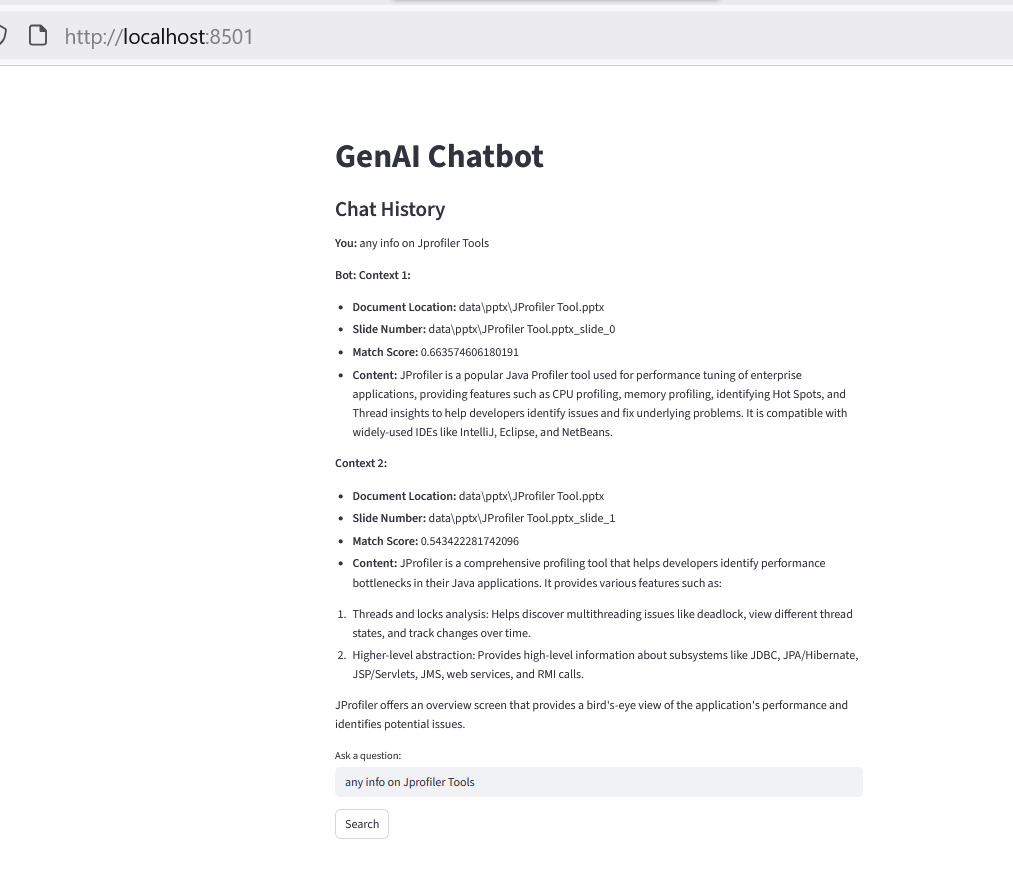 http://localhost:8501
GenAI Chatbot
Chat History
You: any info on Jprofiler Tools
Bot: Context 1:
• Document Location: data\pptx\JProfiler Tool.pptx
• Slide Number: data\pptx\JProfiler Tool.pptx_slide_0
• Match Score: 0.663574606180191
• Content: JProfiler is a popular Java Profiler tool used for performance tuning of enterprise
applications, providing features such as CPU profiling, memory profiling, identifying Hot Spots, and
Thread insights to help developers identify issues and fix underlying problems. It is compatible with
widely-used IDEs like IntelliJ, Eclipse, and NetBeans.
Context 2:
• Document Location: data\pptx\JProfiler Tool.pptx
• Slide Number: data\pptx\JProfiler Tool.pptx_slide_1
• Match Score: 0.543422281742096
• Content: JProfiler is a comprehensive profiling tool that helps developers identify performance
bottlenecks in their Java applications. It provides various features such as:
1. Threads and locks analysis: Helps discover multithreading issues like deadlock, view different thread
states, and track changes over time.
2. Higher-level abstraction: Provides high-level information about subsystems like JDBC, JPA/Hibernate,
JSP/Servlets, JMS, web services, and RMI calls.
JProfiler offers an overview screen that provides a bird's-eye view of the application's performance and
identifies potential issues.
Ask a question:
any info on Jprofiler Tools
Search